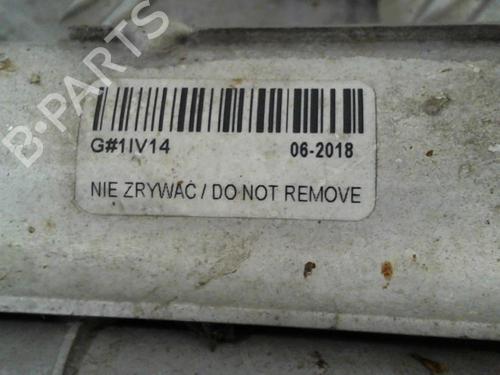 B-PARTS
G#1IV14 06-2018
NIE ZRYWAĆ / DO NOT REMOVE